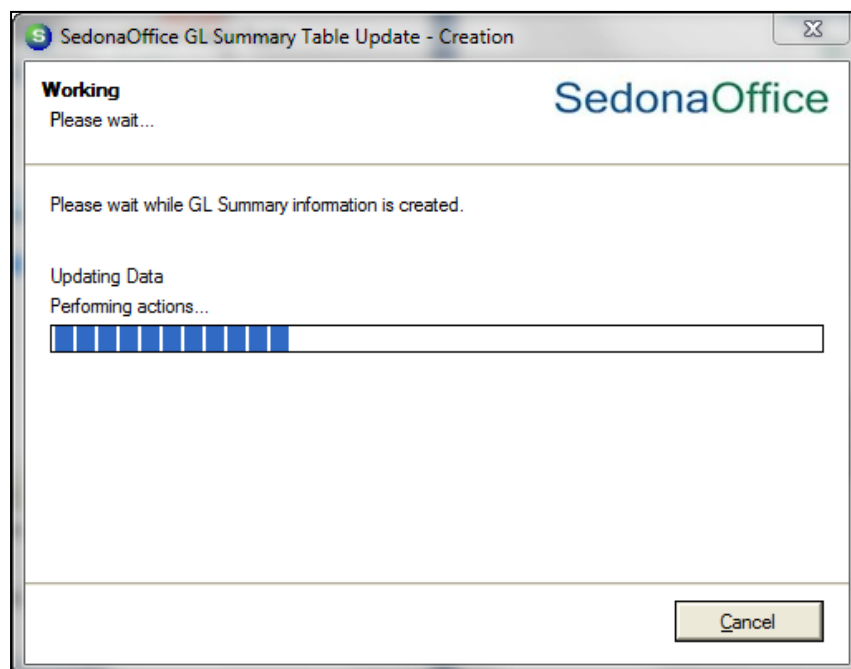 SedonaOffice GL Summary Table Update - Creation
Working
SedonaOffice
Please wait...
Please wait while GL Summary information is created.
Updating Data
Performing actions...
Cancel